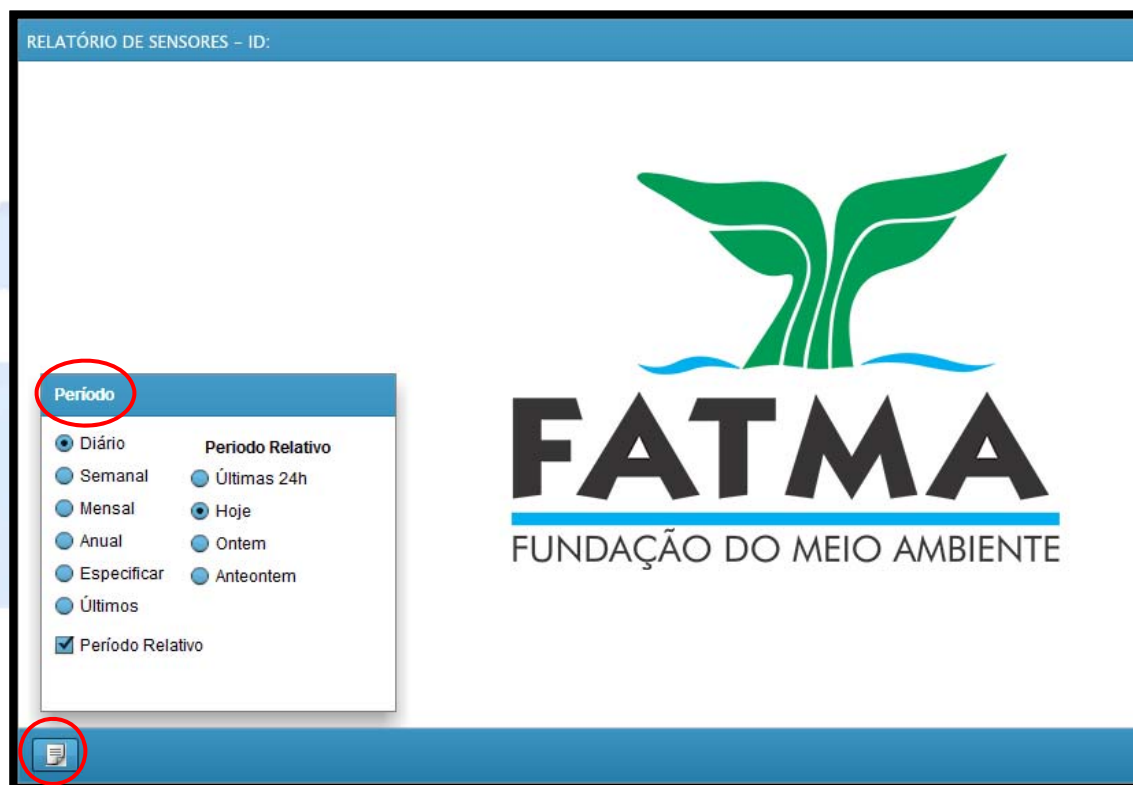 RELATÓRIO DE SENSORES – ID:
Período
Diário
Semanal
Mensal
Anual
Especificar
Últimos
Periodo Relativo
Últimas 24h
Hoje
Ontem
Anteontem
Período Relativo
FATMA
FUNDAÇÃO DO MEIO AMBIENTE